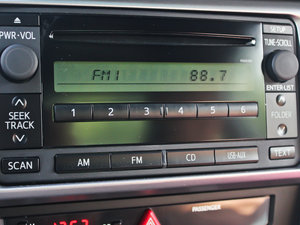 SETUP
PWR·VOL
TUNE·SCROLL
FM1 88.7
ENTER·LIST
1 2 3 4 5 6
SEEK
TRACK
FOLDER
SCAN AM FM CD USB·AUX TEXT
PASSENGER